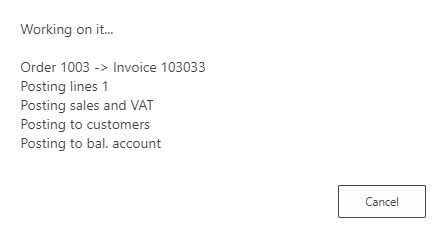 Working on it...
Order 1003 -> Invoice 103033
Posting lines 1
Posting sales and VAT
Posting to customers
Posting to bal. account
Cancel